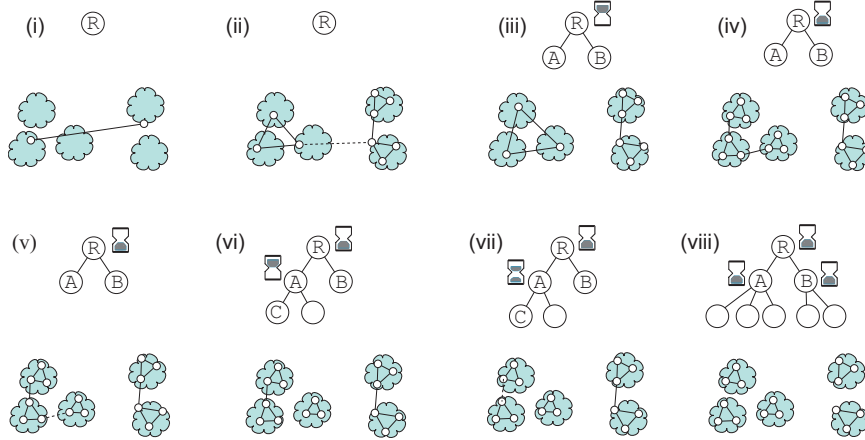 (i) R
(ii) R
(iii) R
A B
(iv) R
A B
(v) R
A B
(vi) R
A B
C
(vii) R
A B
C
(viii) R
A B